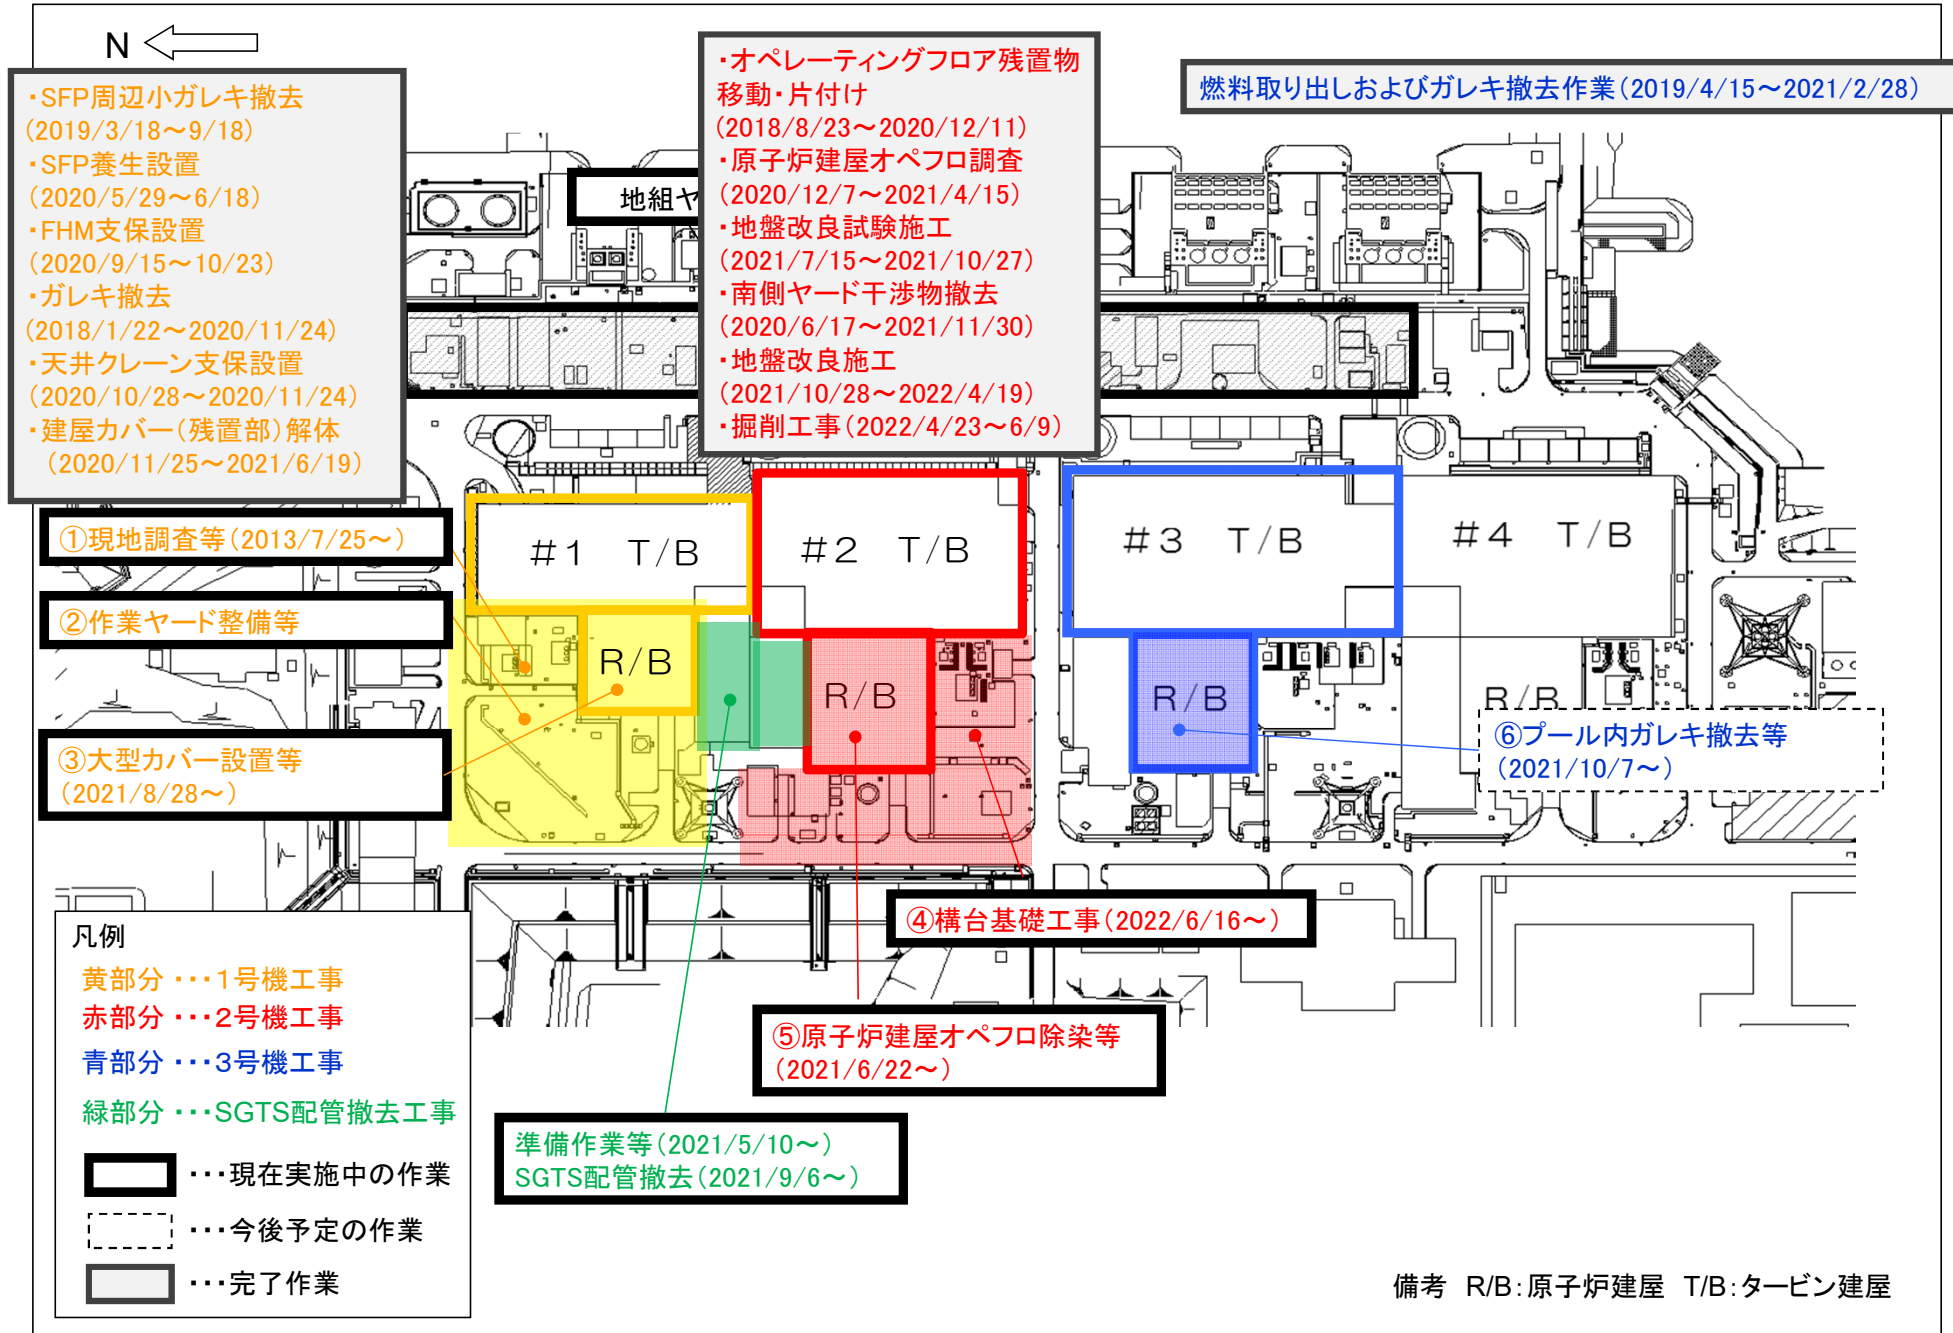 N
・SFP周辺小ガレキ撤去
(2019/3/18～9/18)
・SFP養生設置
(2020/5/29～6/18)
・FHM支保設置
(2020/9/15～10/23)
・ガレキ撤去
(2018/1/22～2020/11/24)
・天井クレーン支保設置
(2020/10/28～2020/11/24)
・建屋カバー(残置部)解体
(2020/11/25～2021/6/19)
・オペレーティングフロア残置物
移動・片付け
(2018/8/23～2020/12/11)
・原子炉建屋オペフロ調査
(2020/12/7～2021/4/15)
・地盤改良試験施工
(2021/7/15～2021/10/27)
・南側ヤード干渉物撤去
(2020/6/17～2021/11/30)
・地盤改良施工
(2021/10/28～2022/4/19)
・掘削工事(2022/4/23～6/9)
燃料取り出しおよびガレキ撤去作業(2019/4/15～2021/2/28)
地組ヤ
①現地調査等(2013/7/25～)
②作業ヤード整備等
③大型カバー設置等
(2021/8/28～)
＃1 T/B
＃2 T/B
＃3 T/B
＃4 T/B
R/B
R/B
R/B
R/B
⑥プール内ガレキ撤去等
(2021/10/7～)
④構台基礎工事(2022/6/16～)
⑤原子炉建屋オペフロ除染等
(2021/6/22～)
準備作業等(2021/5/10～)
SGTS配管撤去(2021/9/6～)
凡例
黄部分 ・・・1号機工事
赤部分 ・・・2号機工事
青部分 ・・・3号機工事
緑部分 ・・・SGTS配管撤去工事
・・・現在実施中の作業
・・・今後予定の作業
・・・完了作業
備考 R/B:原子炉建屋 T/B:タービン建屋